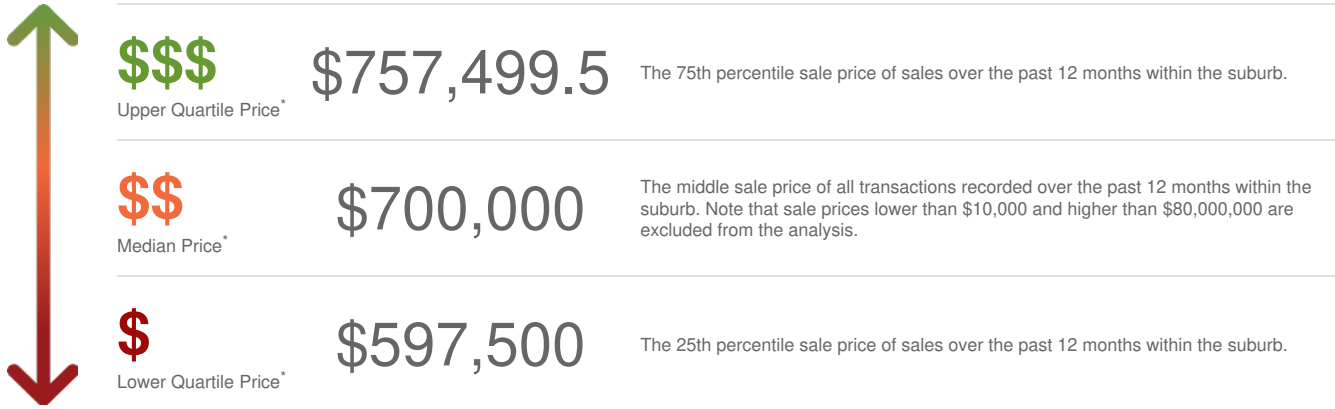 $$$
Upper Quartile Price*
$757,499.5
The 75th percentile sale price of sales over the past 12 months within the suburb.
$$
Median Price*
$700,000
The middle sale price of all transactions recorded over the past 12 months within the
suburb. Note that sale prices lower than $10,000 and higher than $80,000,000 are
excluded from the analysis.
$
Lower Quartile Price*
$597,500
The 25th percentile sale price of sales over the past 12 months within the suburb.